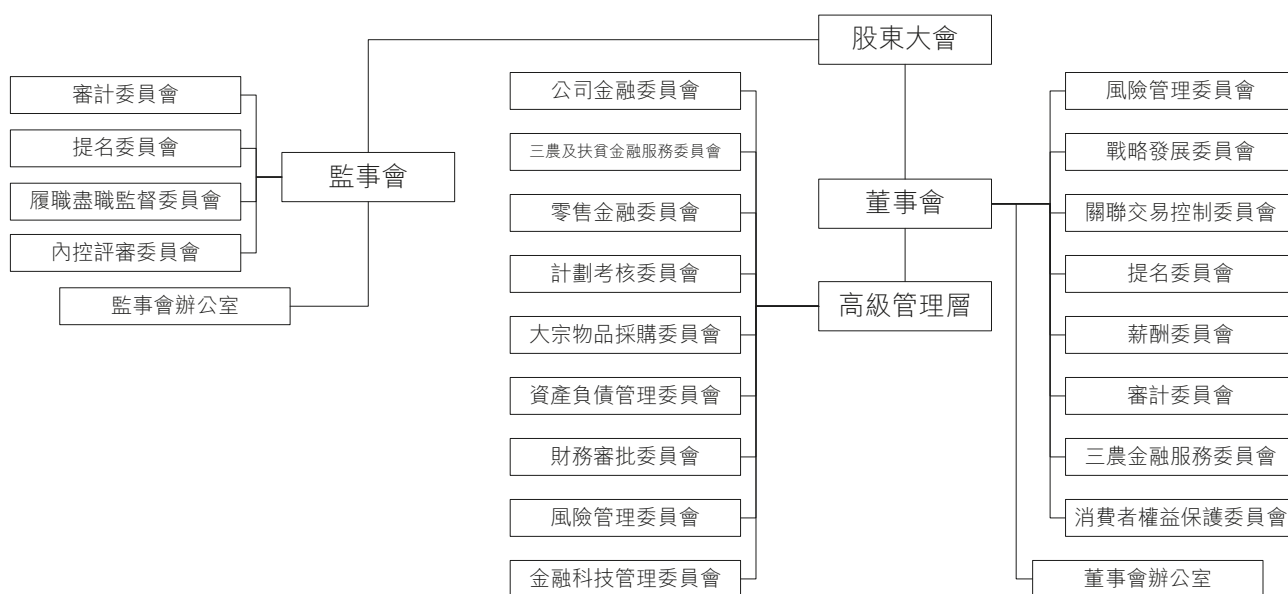 股東大會
審計委員會
提名委員會
履職盡職監督委員會
內控評審委員會
監事會
監事會辦公室
公司金融委員會
三農及扶貧金融服務委員會
零售金融委員會
計劃考核委員會
大宗物品採購委員會
資產負債管理委員會
財務審批委員會
風險管理委員會
金融科技管理委員會
董事會
高級管理層
風險管理委員會
戰略發展委員會
關聯交易控制委員會
提名委員會
薪酬委員會
審計委員會
三農金融服務委員會
消費者權益保護委員會
董事會辦公室